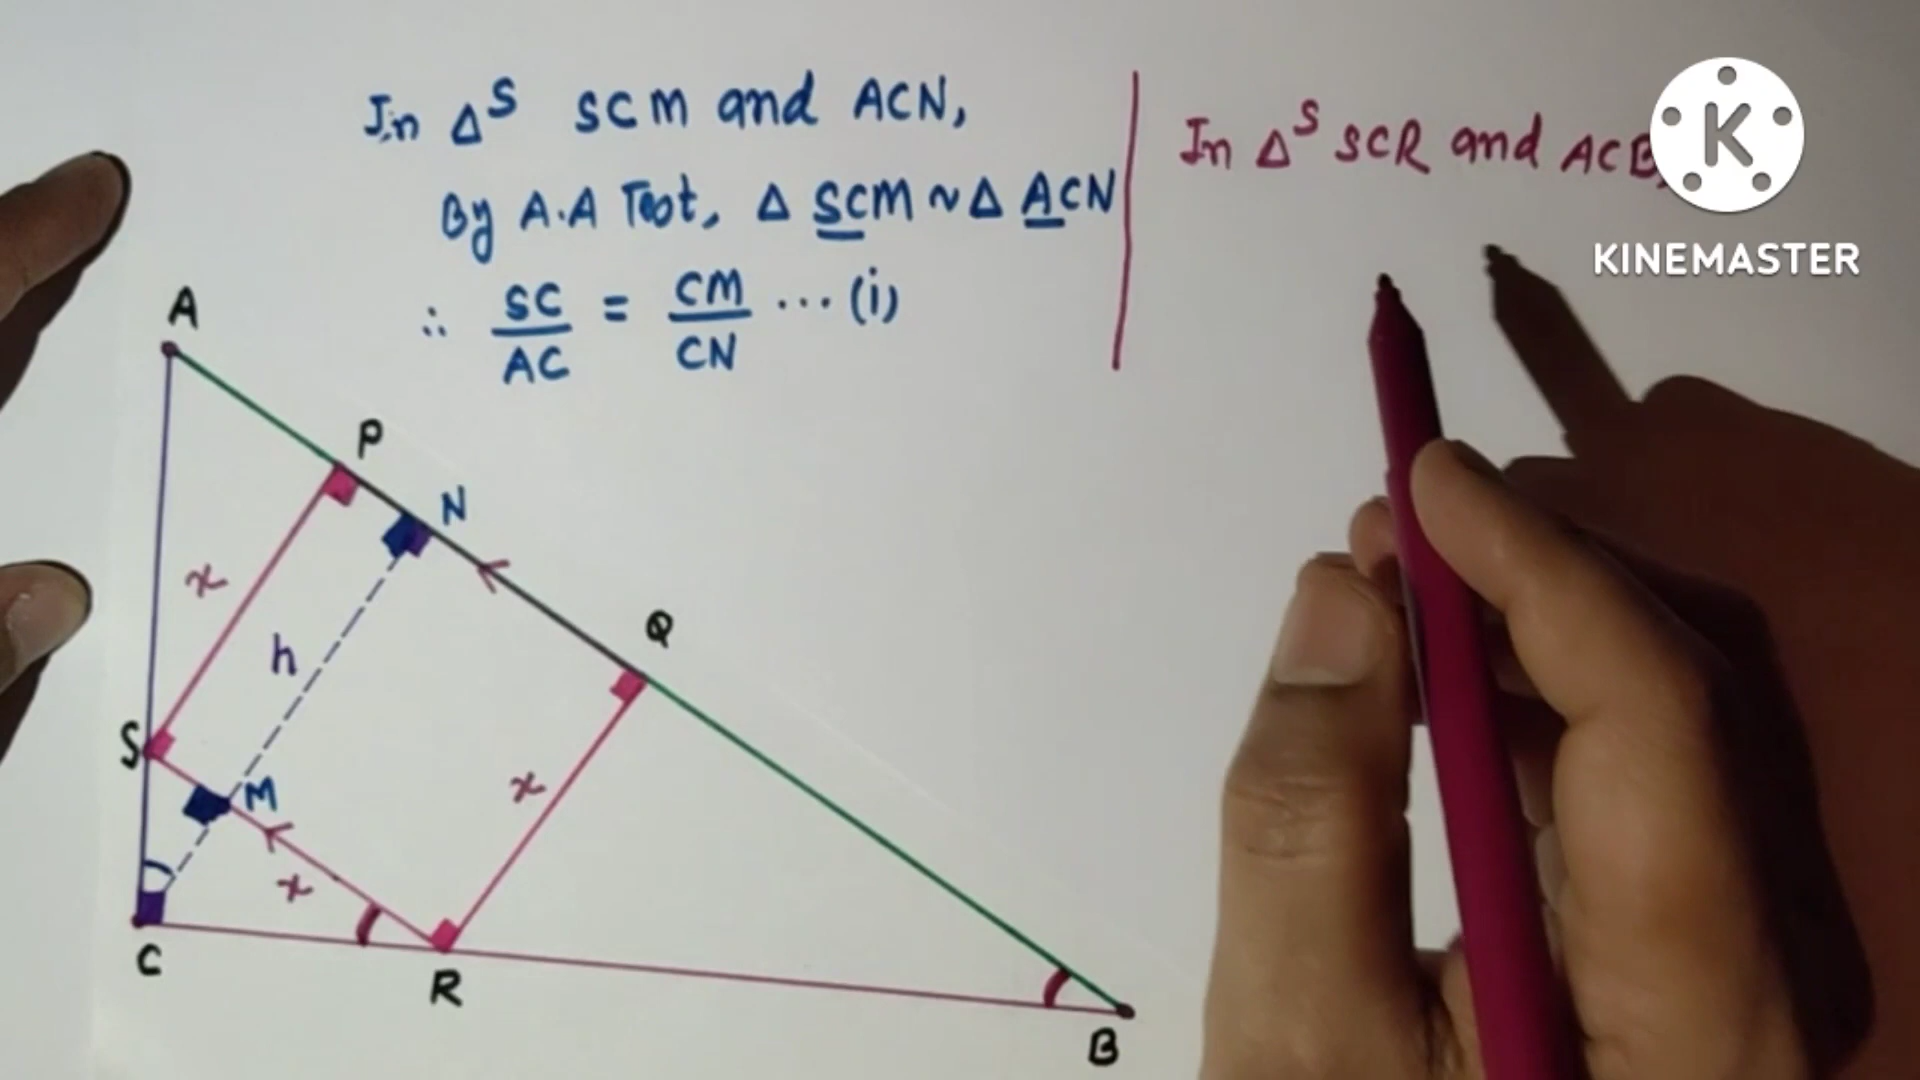 In Δˢ SCM and ACN,
By A.A Test, Δ SCM ~ Δ ACN
∴ SC/AC = CM/CN ... (i)
In Δˢ SCR and ACB,
K
KINEMASTER
A
P
N
Q
x
h
S
M
x
x
C
R
B